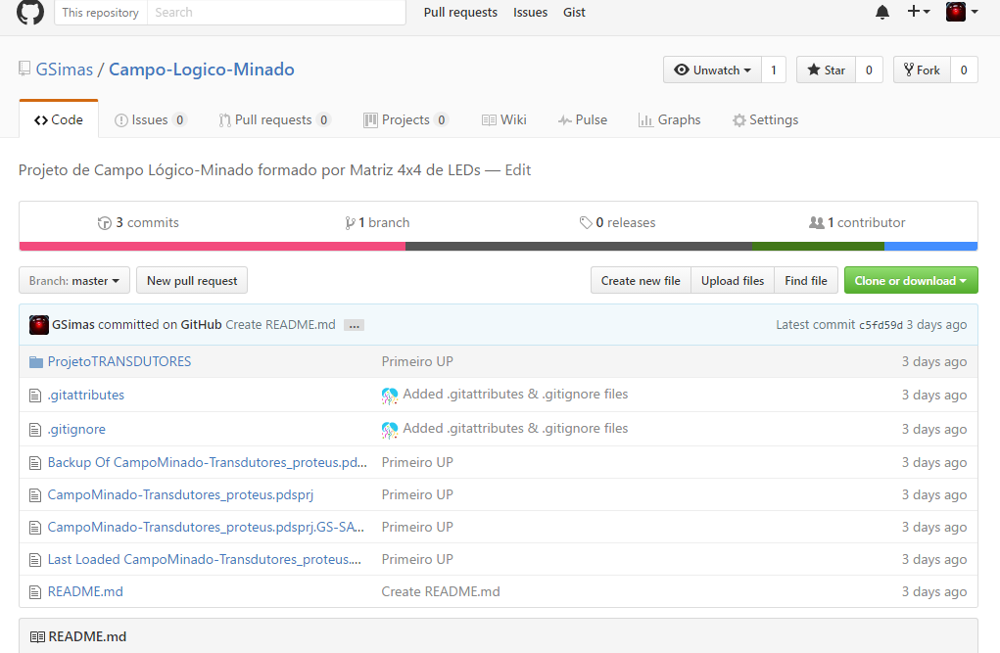 This repository Search Pull requests Issues Gist
GSimas / Campo-Logico-Minado Unwatch 1 Star 0 Fork 0
Code Issues 0 Pull requests 0 Projects 0 Wiki Pulse Graphs Settings
Projeto de Campo Lógico-Minado formado por Matriz 4x4 de LEDs — Edit
3 commits 1 branch 0 releases 1 contributor
Branch: master New pull request Create new file Upload files Find file Clone or download
GSimas committed on GitHub Create README.md ... Latest commit c5fd59d 3 days ago
ProjetoTRANSDUTORES Primeiro UP 3 days ago
.gitattributes Added .gitattributes & .gitignore files 3 days ago
.gitignore Added .gitattributes & .gitignore files 3 days ago
Backup Of CampoMinado-Transdutores_proteus.pd... Primeiro UP 3 days ago
CampoMinado-Transdutores_proteus.pdsprj Primeiro UP 3 days ago
CampoMinado-Transdutores_proteus.pdsprj.GS-SA... Primeiro UP 3 days ago
Last Loaded CampoMinado-Transdutores_proteus.... Primeiro UP 3 days ago
README.md Create README.md 3 days ago
README.md